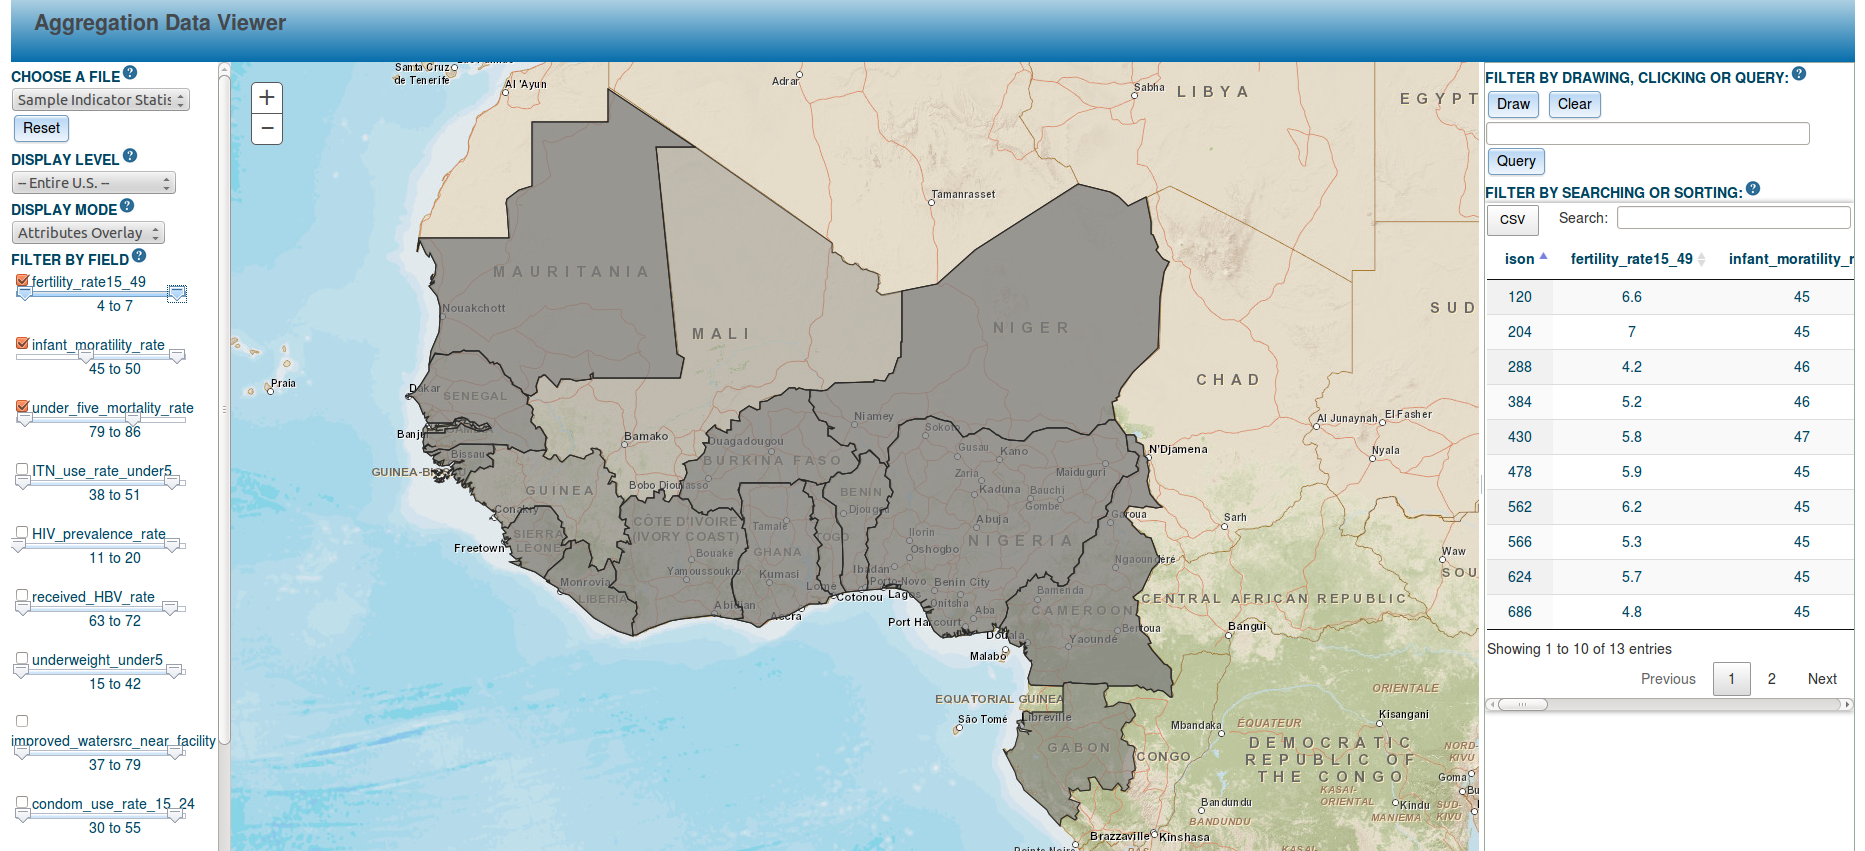 Aggregation Data Viewer
CHOOSE A FILE ?
Sample Indicator Statis
Reset
DISPLAY LEVEL ?
-- Entire U.S. --
DISPLAY MODE ?
Attributes Overlay
FILTER BY FIELD ?
fertility_rate15_49
4 to 7
infant_moratility_rate
45 to 50
under_five_mortality_rate
79 to 86
ITN_use_rate_under5
38 to 51
HIV_prevalence_rate
11 to 20
received_HBV_rate
63 to 72
underweight_under5
15 to 42
improved_watersrc_near_facility
37 to 79
condom_use_rate_15_24
30 to 55
+
−
Santa Cruz
de Tenerife
Al 'Ayun
Adrar
Sabha
LIBYA
EGYPT
Tamanrasset
MAURITANIA
Nouakchott
MALI
NIGER
SUD
Praia
Dakar
SENEGAL
CHAD
Niamey
Al Junaynah
El Fasher
Banju
Bamako
Ouagadougou
Sokoto
Bissau
Gusau
Kano
N'Djamena
Nyala
GUINEA-BI
BURKINA FASO
Zaria
Maiduguri
GUINEA
Bobo Dioulasso
BENIN
Kaduna
Bauchi
Gombe
Conakry
Djougou
Garoua
Sarh
CÔTE D'IVOIRE
(IVORY COAST)
Tamale
Abuja
SIERRA
LEONE
TOGO
Ilorin
NIGERIA
Freetown
Bouaké
GHANA
Oshogbo
Ngaoundéré
Waw
Monrovia
Yamoussoukro
Kumasi
Ibadan
SOU
LIBERIA
Lome
Porto-Novo
Benin City
Bamenda
CENTRAL AFRICAN REPUBLIC
Abidjan
Accra
Cotonou
Lagos
Onitsha
Aba
CAMEROON
Port Harcourt
Douala
Bertoua
Bangui
Yaoundé
Malabo
EQUATORIAL GUINEA
ORIENTALE
São Tomé
Libreville
Mbandaka
ÉQUATEUR
Kisangani
GABON
CONGO
DEMOCRATIC
REPUBLIC OF
THE CONGO
NORD-
KIVU
Goma
KASAI-
ORIENTAL
Bu
Bandundu
BANDUNDU
Kindu
MANIEMA
SUD-
KIVU
Brazzaville
Kinshasa
Pointe Noire
KASAI-
FILTER BY DRAWING, CLICKING OR QUERY: ?
Draw Clear
Query
FILTER BY SEARCHING OR SORTING: ?
CSV Search:
ison fertility_rate15_49 infant_moratility_r
120 6.6 45
204 7 45
288 4.2 46
384 5.2 46
430 5.8 47
478 5.9 45
562 6.2 45
566 5.3 45
624 5.7 45
686 4.8 45
Showing 1 to 10 of 13 entries
Previous 1 2 Next